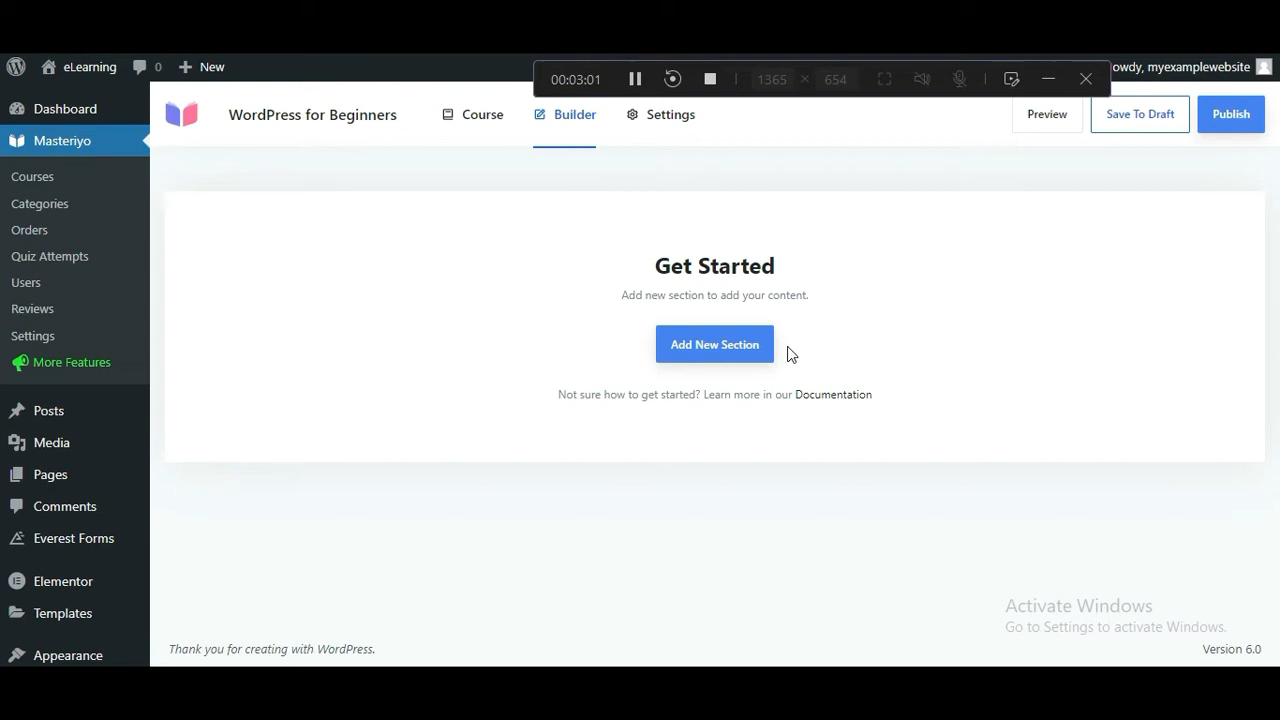 00:03:01
1365 × 654
eLearning 0 New
owdy, myexamplewebsite
WordPress for Beginners Course Builder Settings Preview Save To Draft Publish
Dashboard
Masteriyo
Courses
Categories
Orders
Quiz Attempts
Users
Reviews
Settings
More Features
Posts
Media
Pages
Comments
Everest Forms
Elementor
Templates
Appearance
Get Started
Add new section to add your content.
Add New Section
Not sure how to get started? Learn more in our Documentation
Activate Windows
Go to Settings to activate Windows.
Thank you for creating with WordPress.
Version 6.0